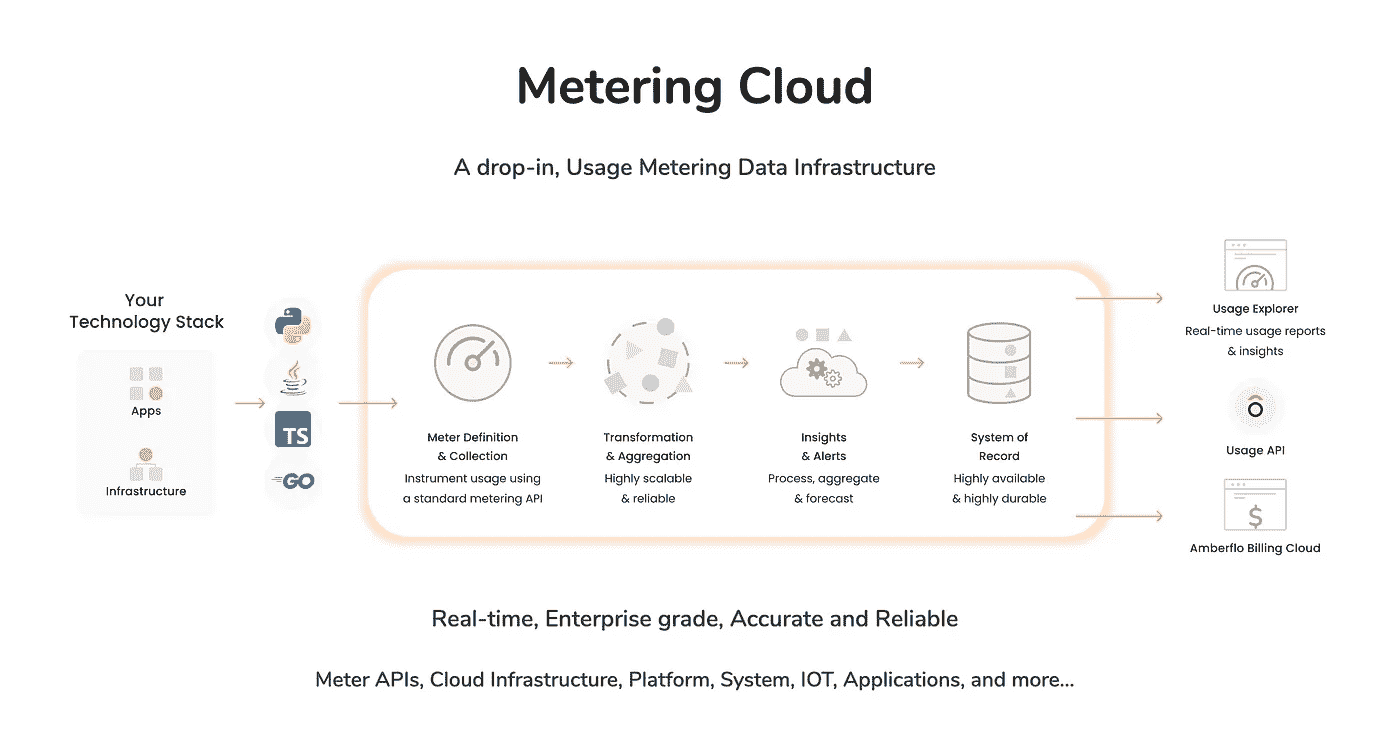 Metering Cloud
A drop-in, Usage Metering Data Infrastructure
Your
Technology Stack
Apps
Infrastructure
TS
GO
Meter Definition
& Collection
Instrument usage using
a standard metering API
Transformation
& Aggregation
Highly scalable
& reliable
Insights
& Alerts
Process, aggregate
& forecast
System of
Record
Highly available
& highly durable
Usage Explorer
Real-time usage reports
& insights
Usage API
$
Amberflo Billing Cloud
Real-time, Enterprise grade, Accurate and Reliable
Meter APIs, Cloud Infrastructure, Platform, System, IOT, Applications, and more...